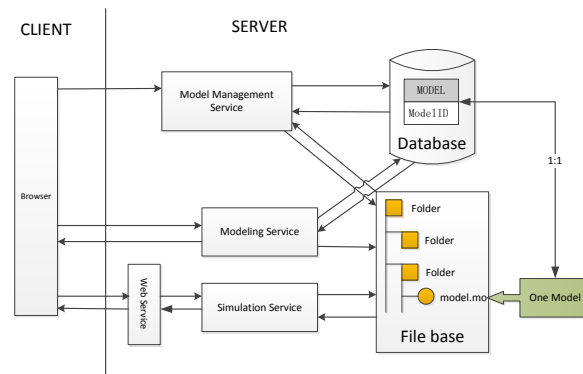 CLIENT
SERVER
Browser
Model Management
Service
MODEL
ModelID
Database
1:1
Modeling Service
Folder
Folder
Folder
model.mo
File base
Web Service
Simulation Service
One Model